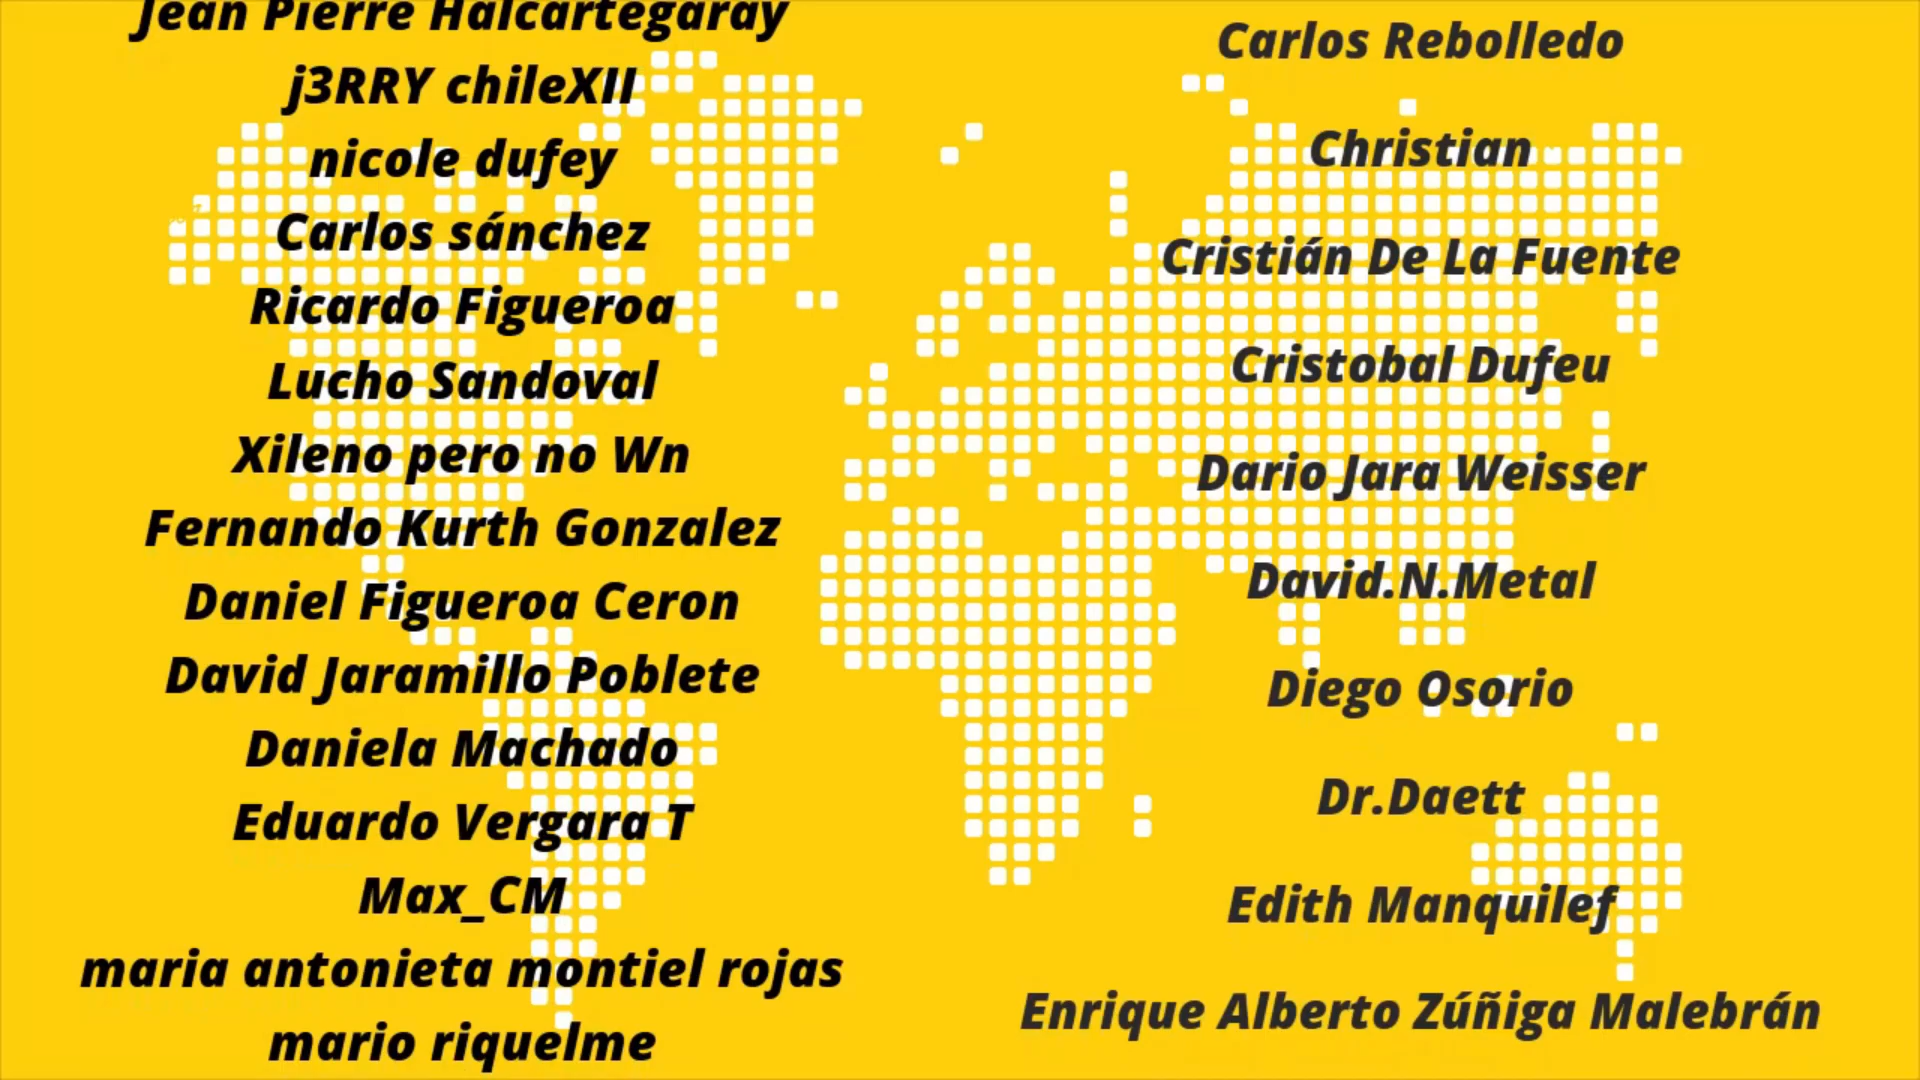 Jean Pierre Halcartegaray
j3RRY chileXII
nicole dufey
Carlos sánchez
Ricardo Figueroa
Lucho Sandoval
Xileno pero no Wn
Fernando Kurth Gonzalez
Daniel Figueroa Ceron
David Jaramillo Poblete
Daniela Machado
Eduardo Vergara T
Max_CM
maria antonieta montiel rojas
mario riquelme
Carlos Rebolledo
Christian
Cristián De La Fuente
Cristobal Dufeu
Dario Jara Weisser
David.N.Metal
Diego Osorio
Dr.Daett
Edith Manquilef
Enrique Alberto Zúñiga Malebrán